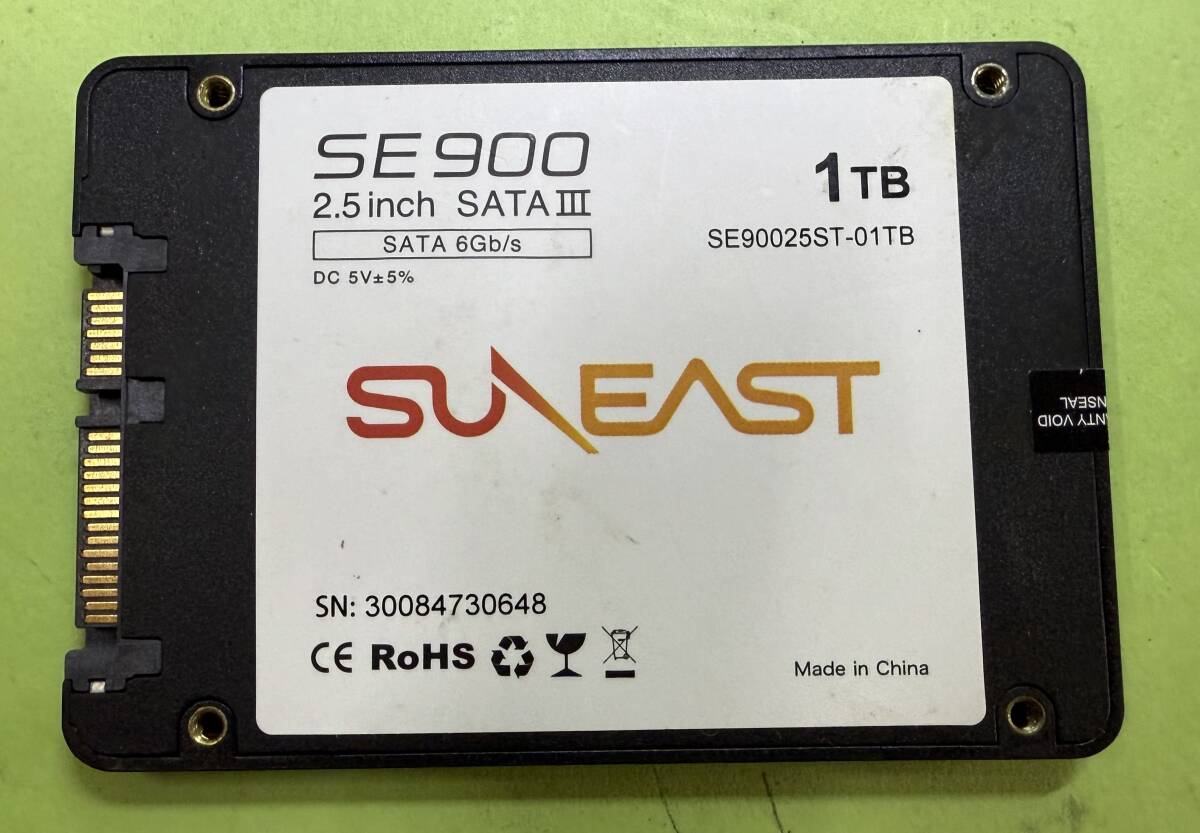 SE900
2.5 inch SATA III
SATA 6Gb/s
DC 5V±5%
1TB
SE90025ST-01TB
SUNEAST
VOID
SN: 30084730648
CE RoHS
Made in China